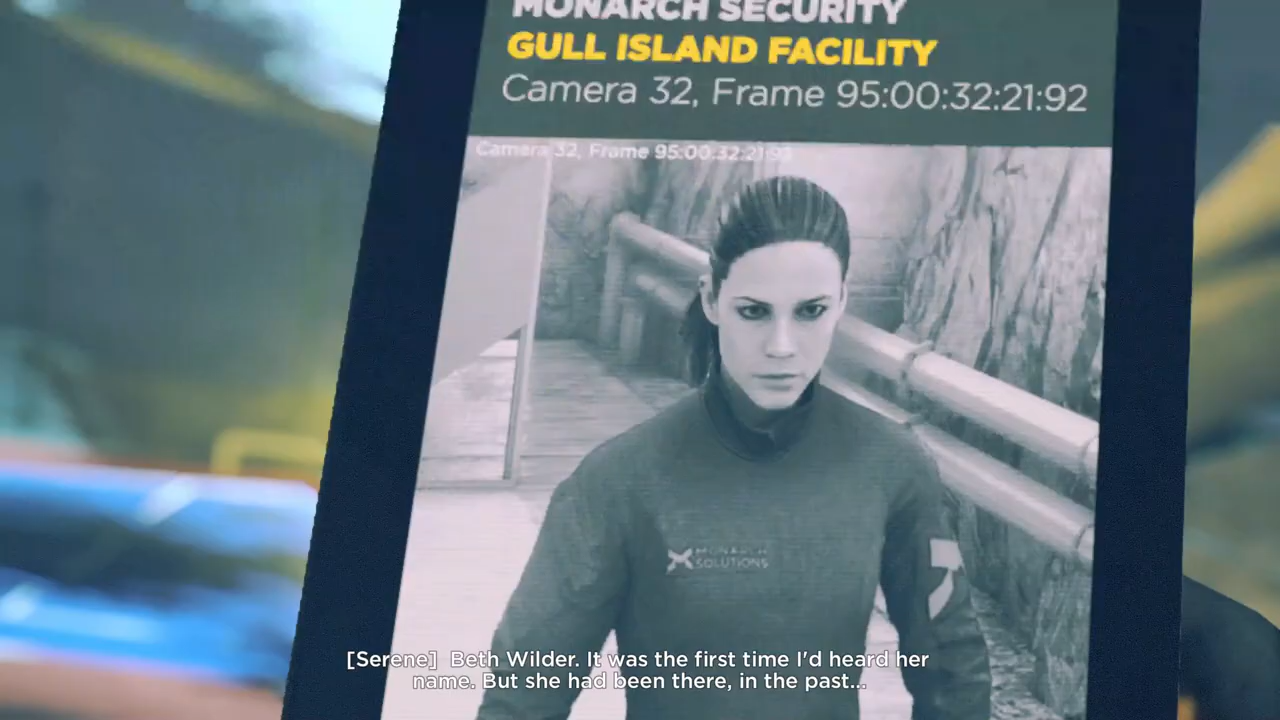 MONARCH SECURITY
GULL ISLAND FACILITY
Camera 32, Frame 95:00:32:21:92
Camera 32, Frame 95:00:32:21:92
MONARCH
SOLUTIONS
[Serene]  Beth Wilder. It was the first time I'd heard her
name. But she had been there, in the past...